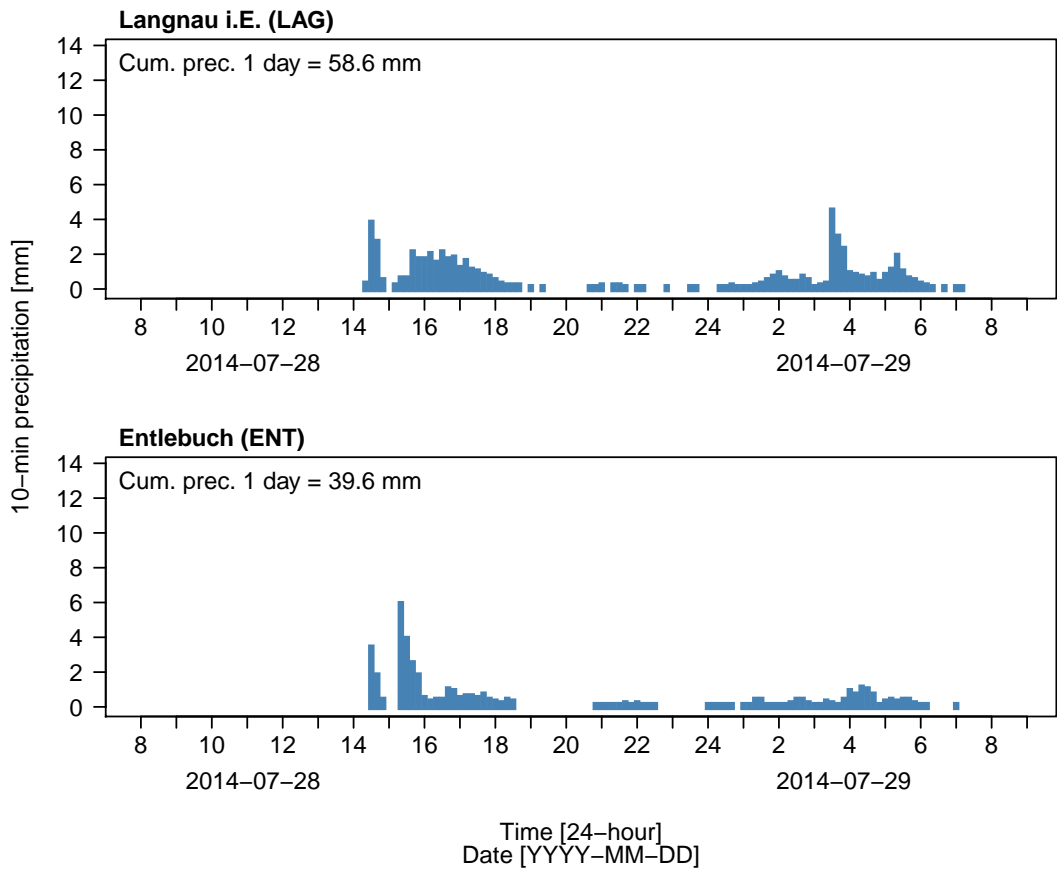 Langnau i.E. (LAG)
Cum. prec. 1 day = 58.6 mm
14
12
10
8
6
4
2
0
8 10 12 14 16 18 20 22 24 2 4 6 8
2014−07−28 2014−07−29
10−min precipitation [mm]
Entlebuch (ENT)
Cum. prec. 1 day = 39.6 mm
14
12
10
8
6
4
2
0
8 10 12 14 16 18 20 22 24 2 4 6 8
2014−07−28 2014−07−29
Time [24−hour]
Date [YYYY−MM−DD]